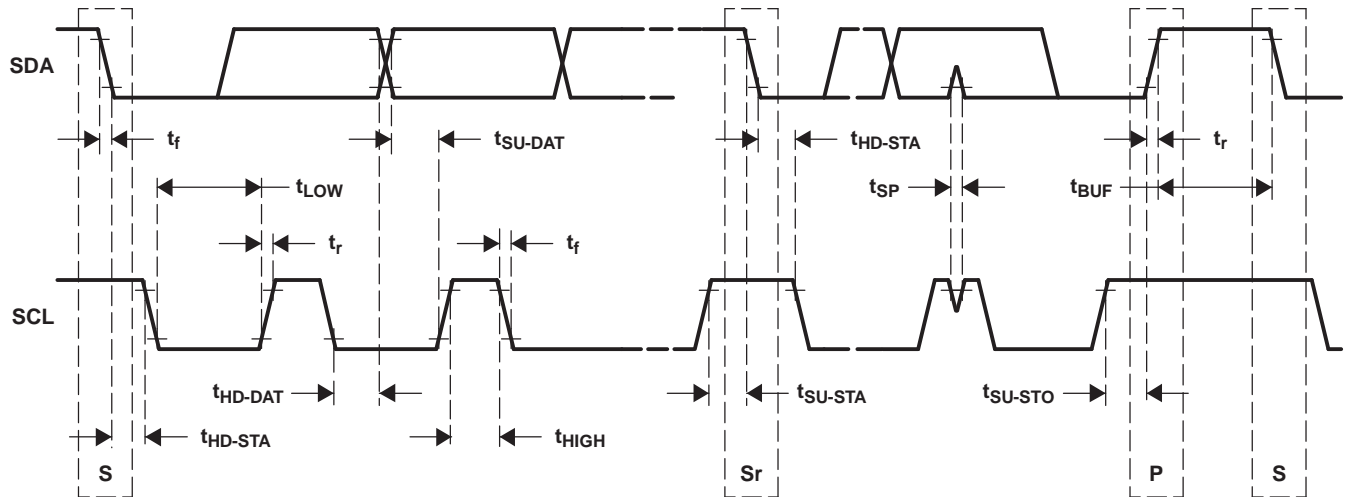 SDA
tf
tSU-DAT
tHD-STA
tr
tLOW
tSP
tBUF
tr
tf
SCL
tHD-DAT
tSU-STA
tSU-STO
tHD-STA
tHIGH
S
Sr
P
S